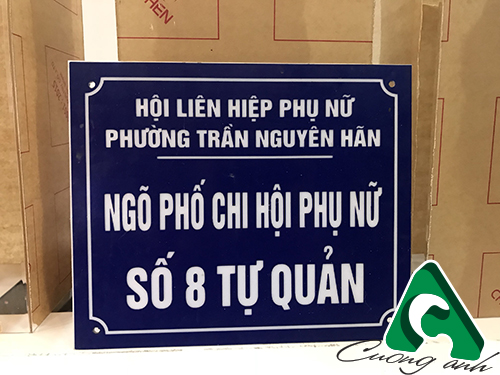 HỘI LIÊN HIỆP PHỤ NỮ
PHƯỜNG TRẦN NGUYÊN HÃN
NGÕ PHỐ CHI HỘI PHỤ NỮ
SỐ 8 TỰ QUẢN
Cuong anh